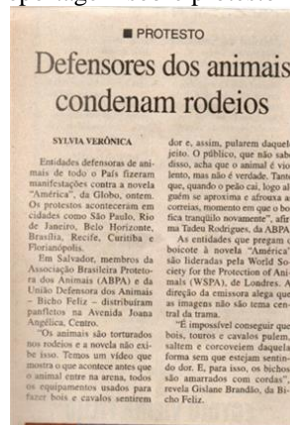 ■ PROTESTO
Defensores dos animais
condenam rodeios
SYLVIA VERÔNICA
Entidades defensoras de ani-
mais de todo o País fizeram
manifestações contra a novela
"América", da Globo, ontem.
Os protestos aconteceram em
cidades como São Paulo, Rio
de Janeiro, Belo Horizonte,
Brasília, Recife, Curitiba e
Florianópolis.
Em Salvador, membros da
Associação Brasileira Proteto-
ra dos Animais (ABPA) e da
União Defensora dos Animais
– Bicho Feliz – distribuíram
panfletos na Avenida Joana
Angélica, Centro.
"Os animais são torturados
nos rodeios e a novela não exi-
be isso. Temos um vídeo que
mostra o que acontece antes que
o animal entre na arena, todos
os equipamentos usados para
fazer bois e cavalos sentirem
dor e, assim, pularem daquele
jeito. O público, que não sabe
disso, acha que o animal é vio-
lento, mas não é verdade. Tanto
que, quando o peão cai, logo al-
guém se aproxima e afrouxa as
correias, momento em que o boi
fica tranqüilo novamente", afir-
ma Tadeu Rodrigues, da ABPA.
As entidades que pregam o
boicote à novela "América"
são lideradas pela World So-
ciety for the Protection of Ani-
mals (WSPA), de Londres. A
direção da emissora alega que
as imagens não são tema cen-
tral da trama.
"É impossível conseguir que
bois, touros e cavalos pulem,
saltem e corcoveiem daquela
forma sem que estejam sentin-
do dor. E, para isso, os bichos
são amarrados com cordas",
revela Gislane Brandão, da Bi-
cho Feliz.